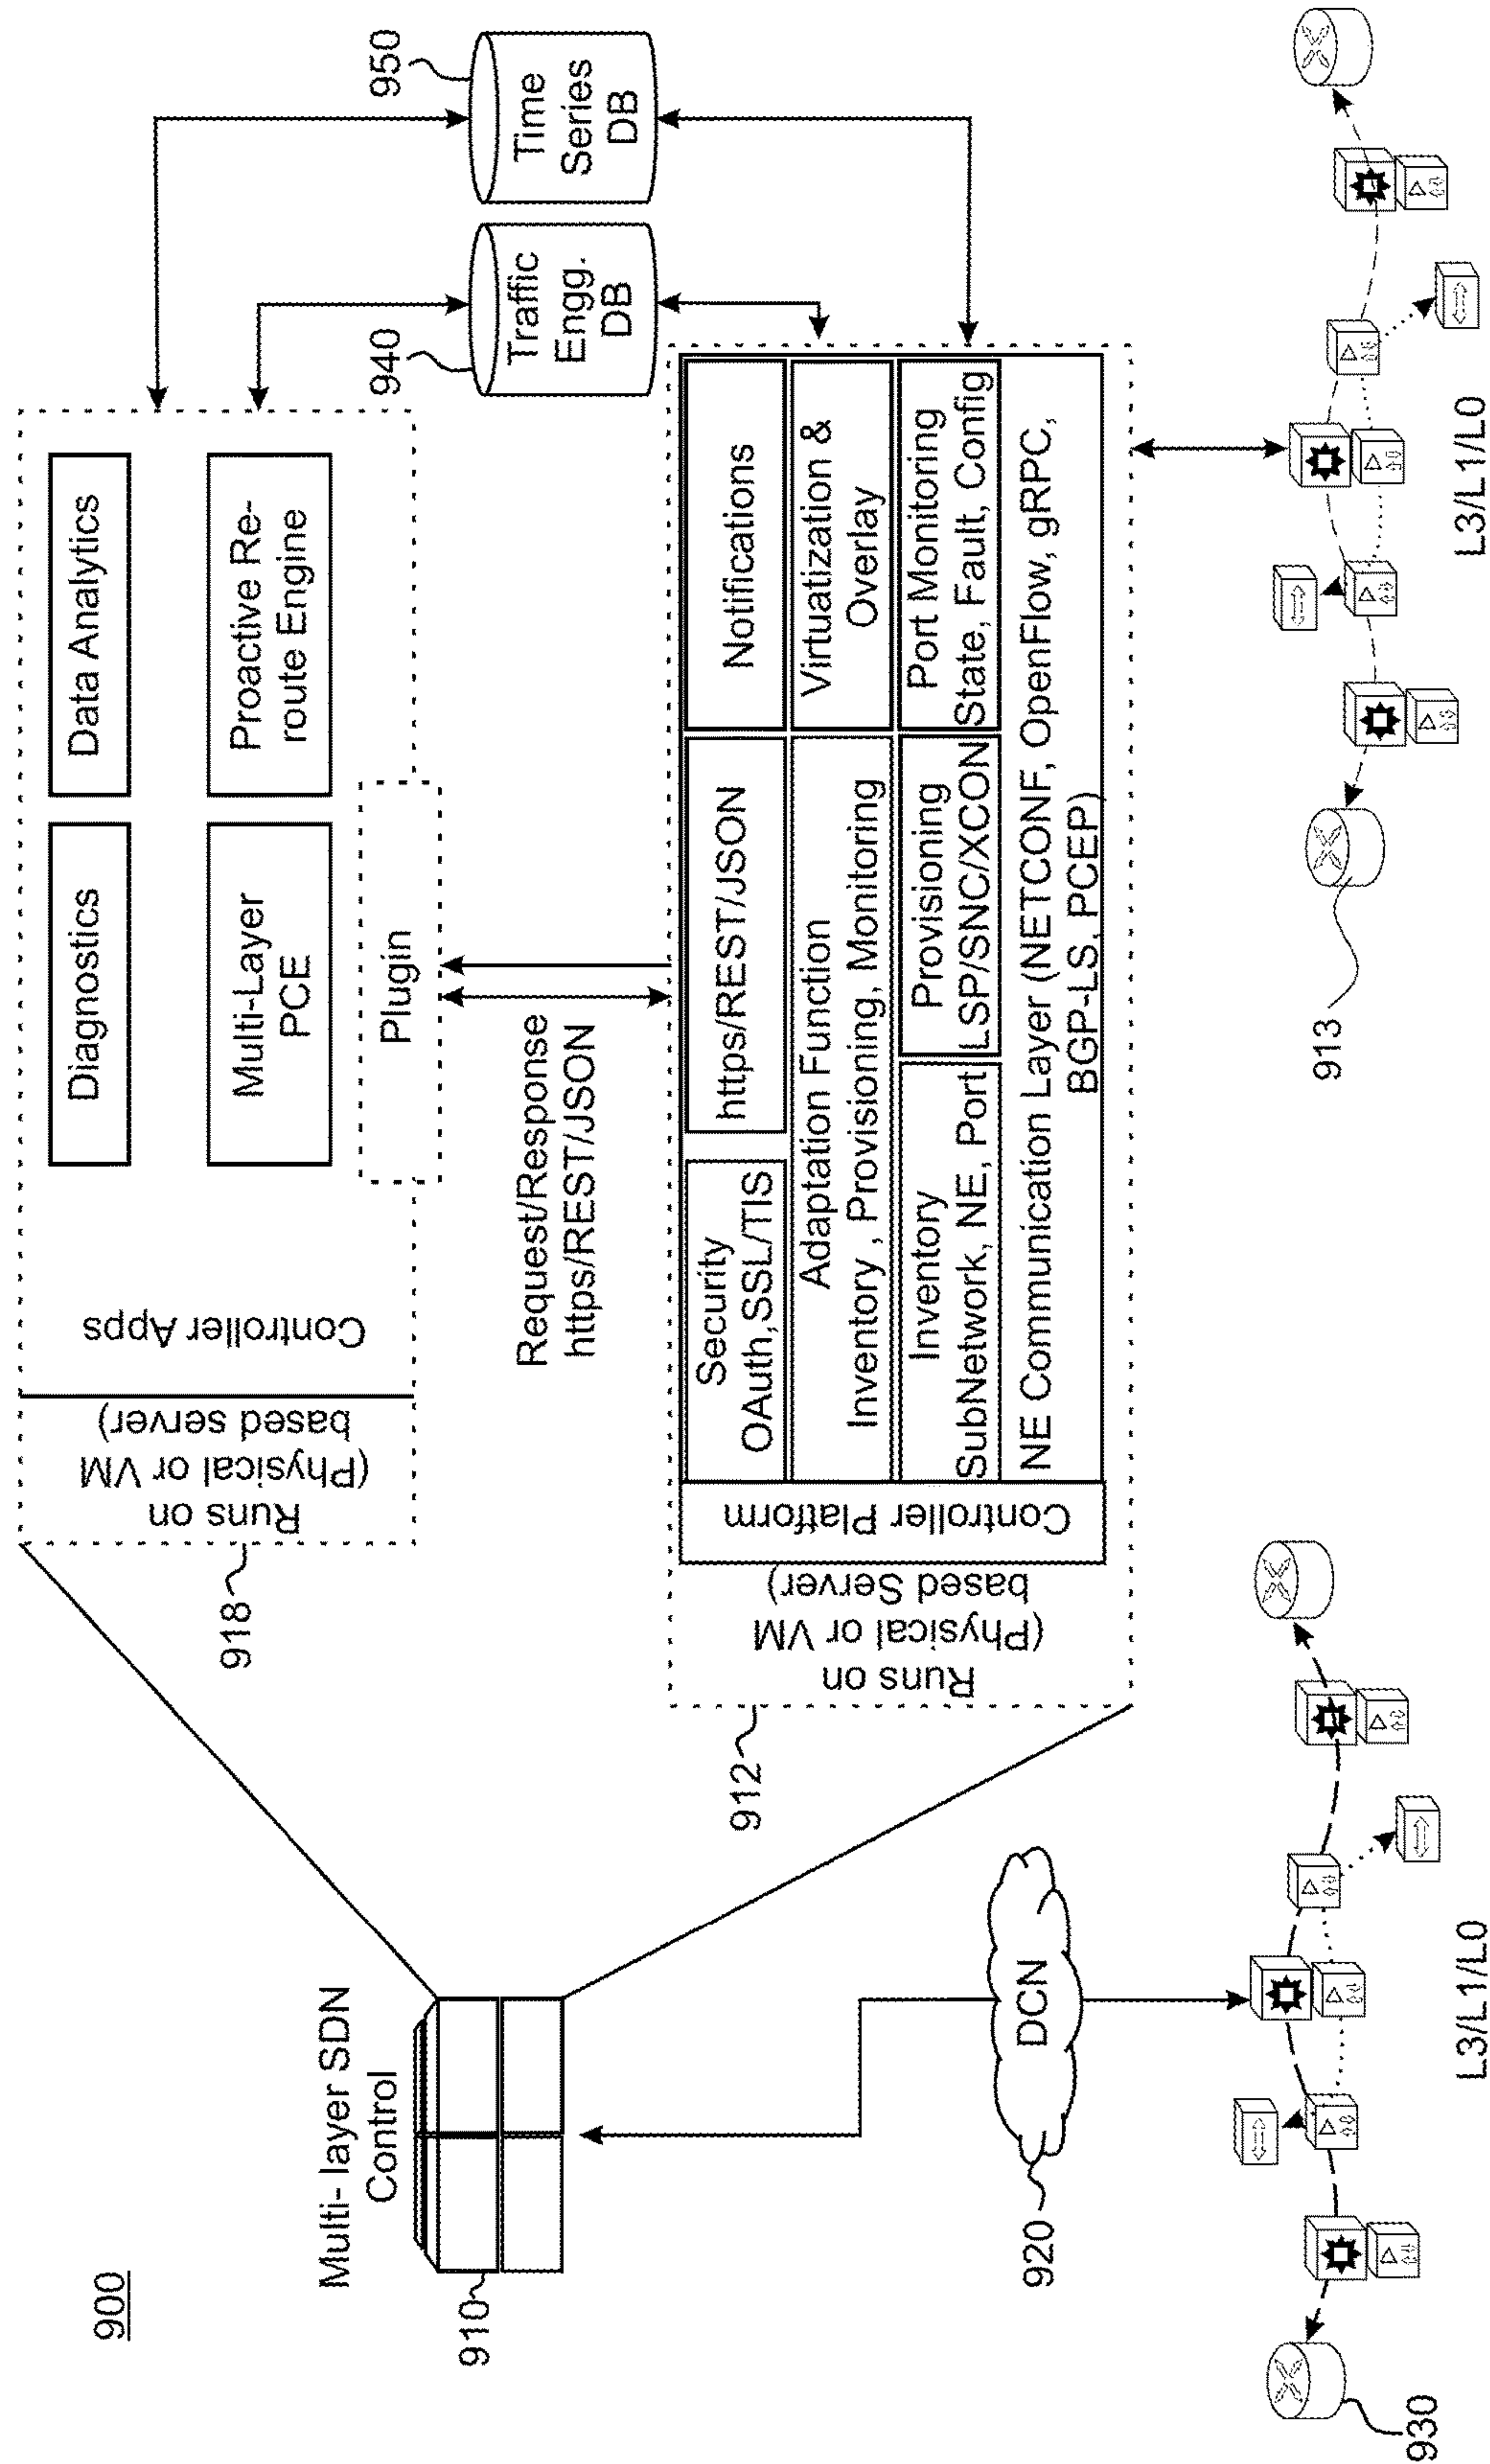 900
Multi- layer SDN
Control
910
DCN
920
930
L3/L1/L0
918
Runs on
(Physical or VM
based server)
Controller Apps
Diagnostics
Data Analytics
Multi-Layer
PCE
Proactive Re-
route Engine
Plugin
Request/Response
https/REST/JSON
940
Traffic
Engg.
DB
950
Time
Series
DB
912
Runs on
(Physical or VM
based Server)
Controller Platform
Security
OAuth,SSL/TIS
https/REST/JSON
Notifications
Adaptation Function
Inventory , Provisioning, Monitoring
Virtuatization &
Overlay
Inventory
SubNetwork, NE, Port
Provisioning
LSP/SNC/XCON
Port Monitoring
State, Fault, Config
NE Communication Layer (NETCONF, OpenFlow, gRPC,
BGP-LS, PCEP)
913
L3/L1/L0